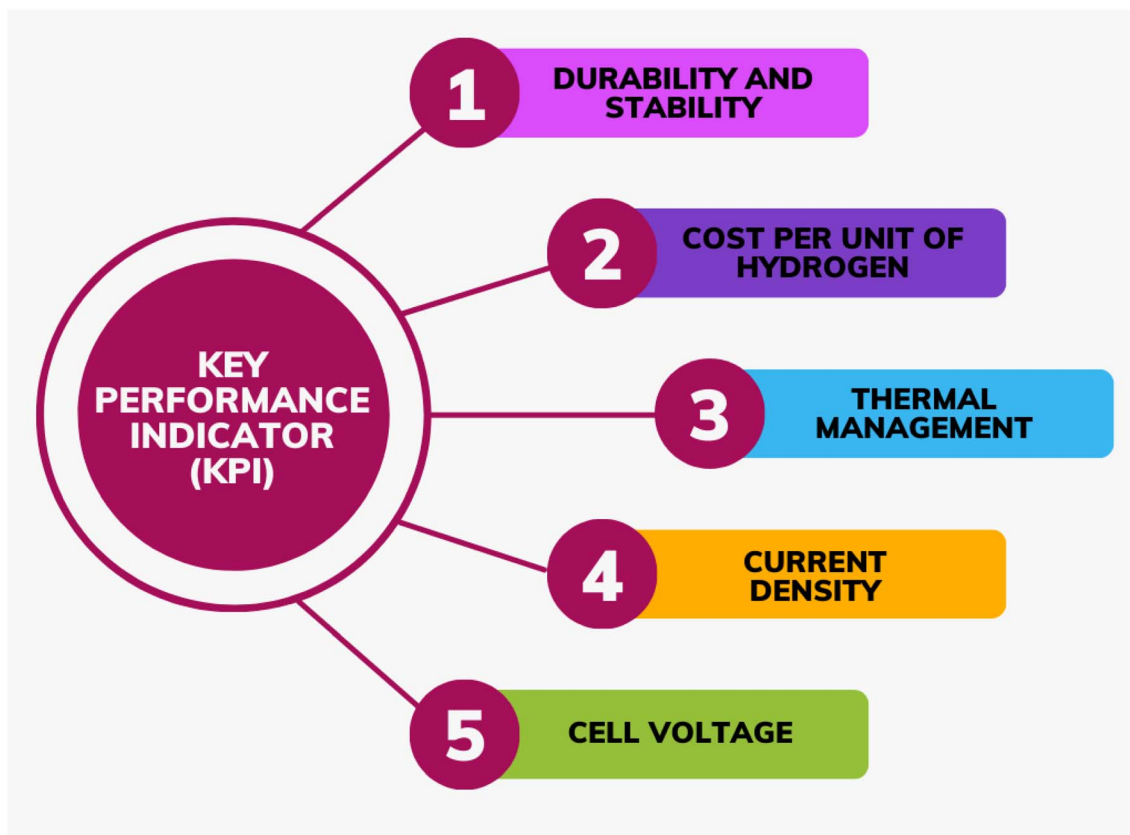 1
DURABILITY AND
STABILITY
2
COST PER UNIT OF
HYDROGEN
KEY
PERFORMANCE
INDICATOR
(KPI)
3
THERMAL
MANAGEMENT
4
CURRENT
DENSITY
5
CELL VOLTAGE